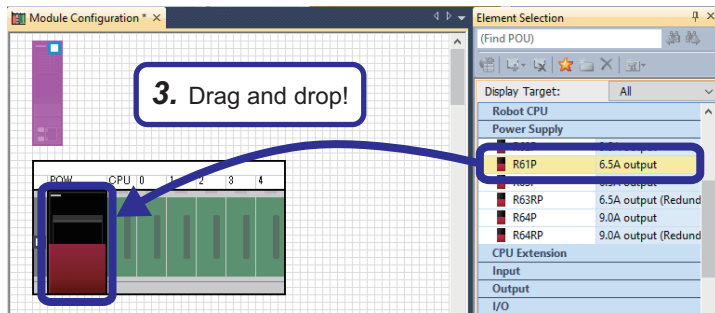 Module Configuration * ×
Element Selection
(Find POU)
Display Target: All
3. Drag and drop!
Robot CPU
Power Supply
R61P 6.5A output
R63RP 6.5A output (Redund
R64P 9.0A output
R64RP 9.0A output (Redund
CPU Extension
Input
Output
I/O
POW CPU 0 1 2 3 4